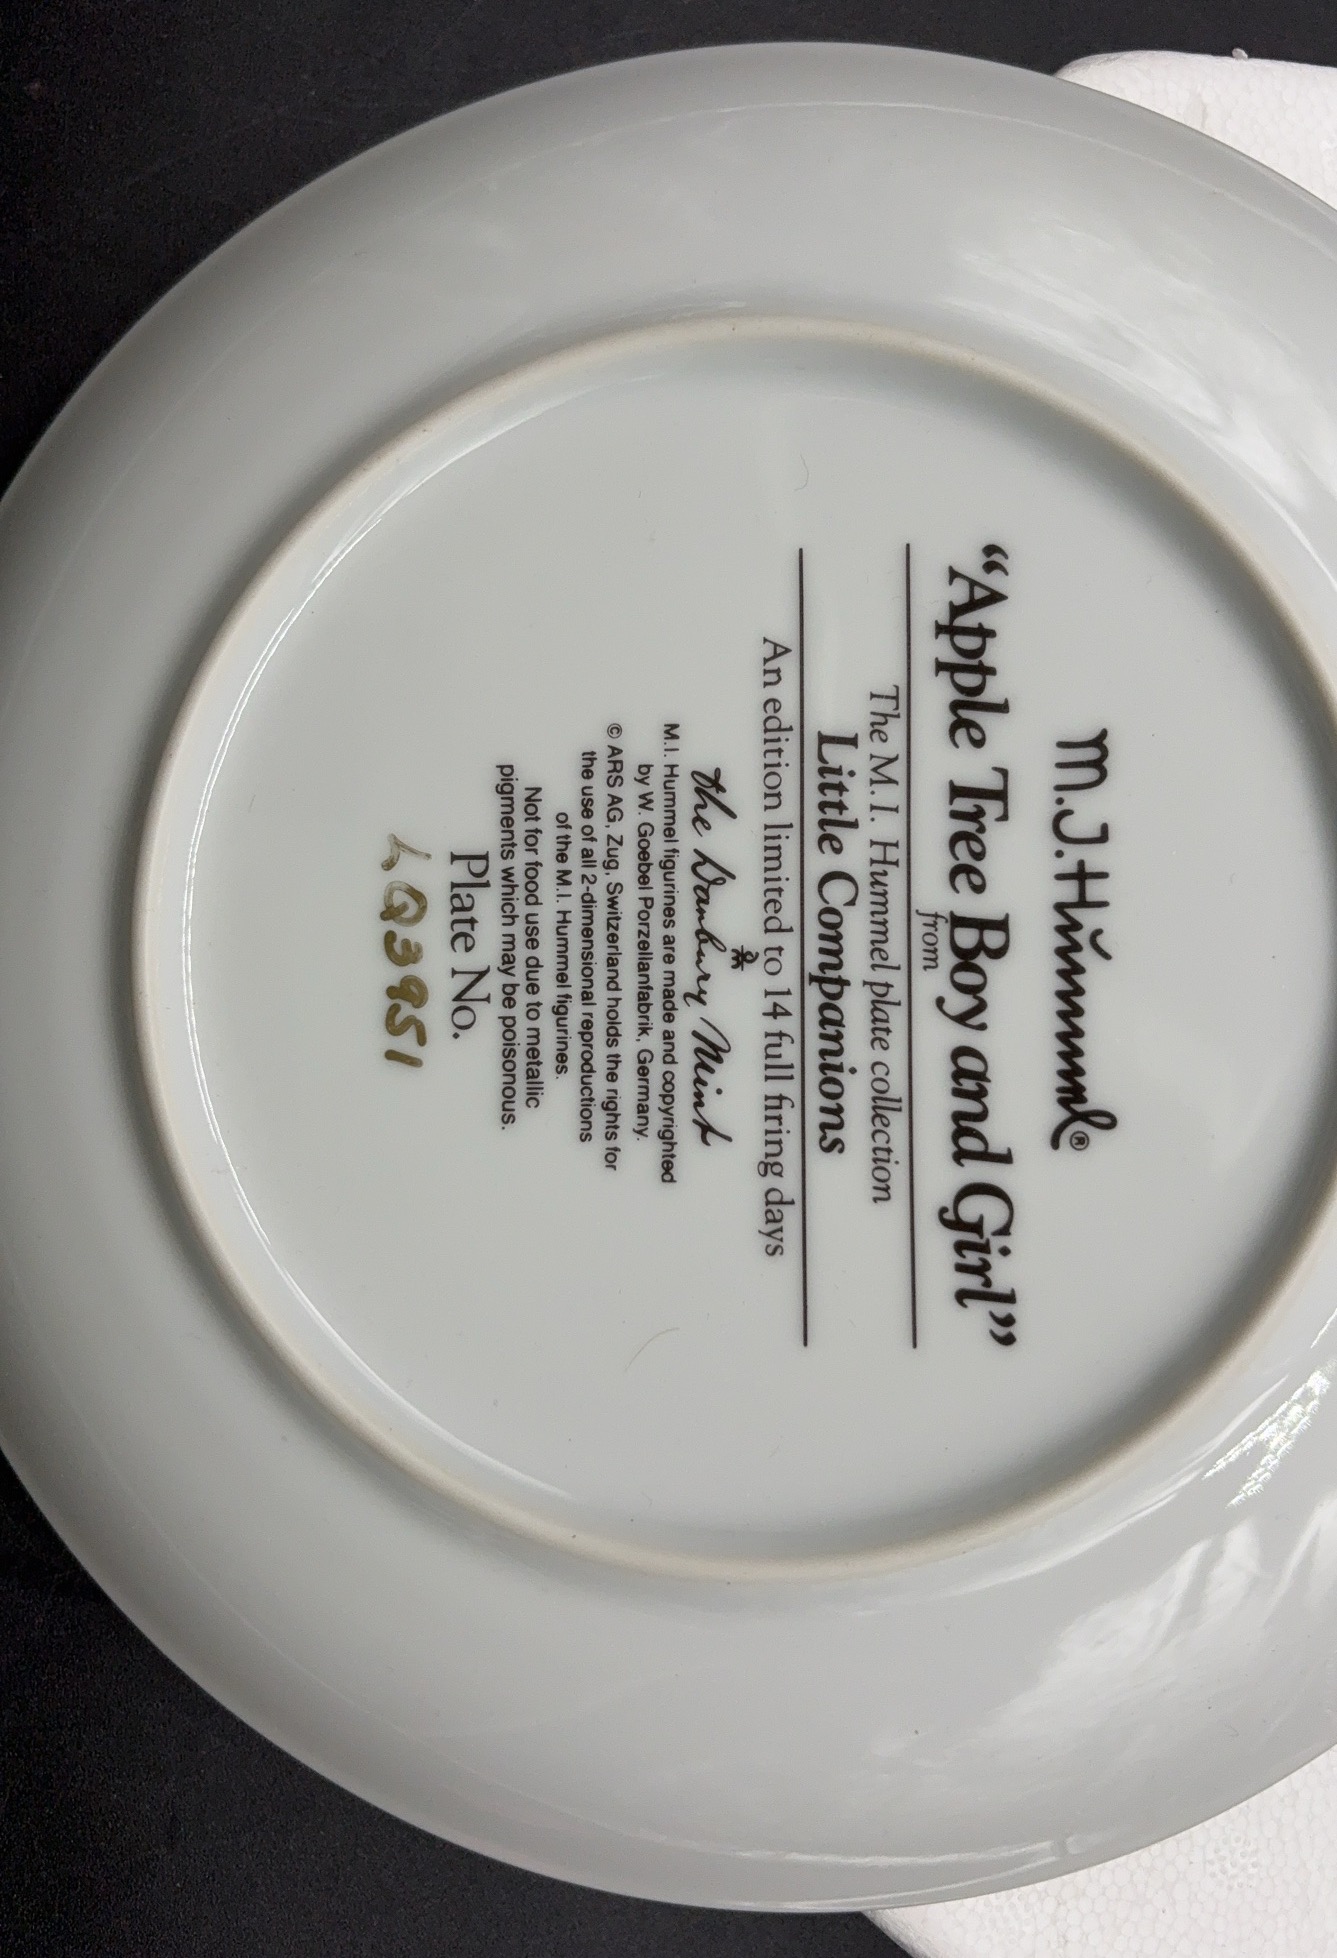 M.J. Hummel®
“Apple Tree Boy and Girl”
from
The M.I. Hummel plate collection
Little Companions
An edition limited to 14 full firing days
The Danbury Mint
M.I. Hummel figurines are made and copyrighted
by W. Goebel Porzellanfabrik, Germany.
© ARS AG, Zug, Switzerland holds the rights for
the use of all 2-dimensional reproductions
of the M.I. Hummel figurines.
Not for food use due to metallic
pigments which may be poisonous.
Plate No.
LQ3951